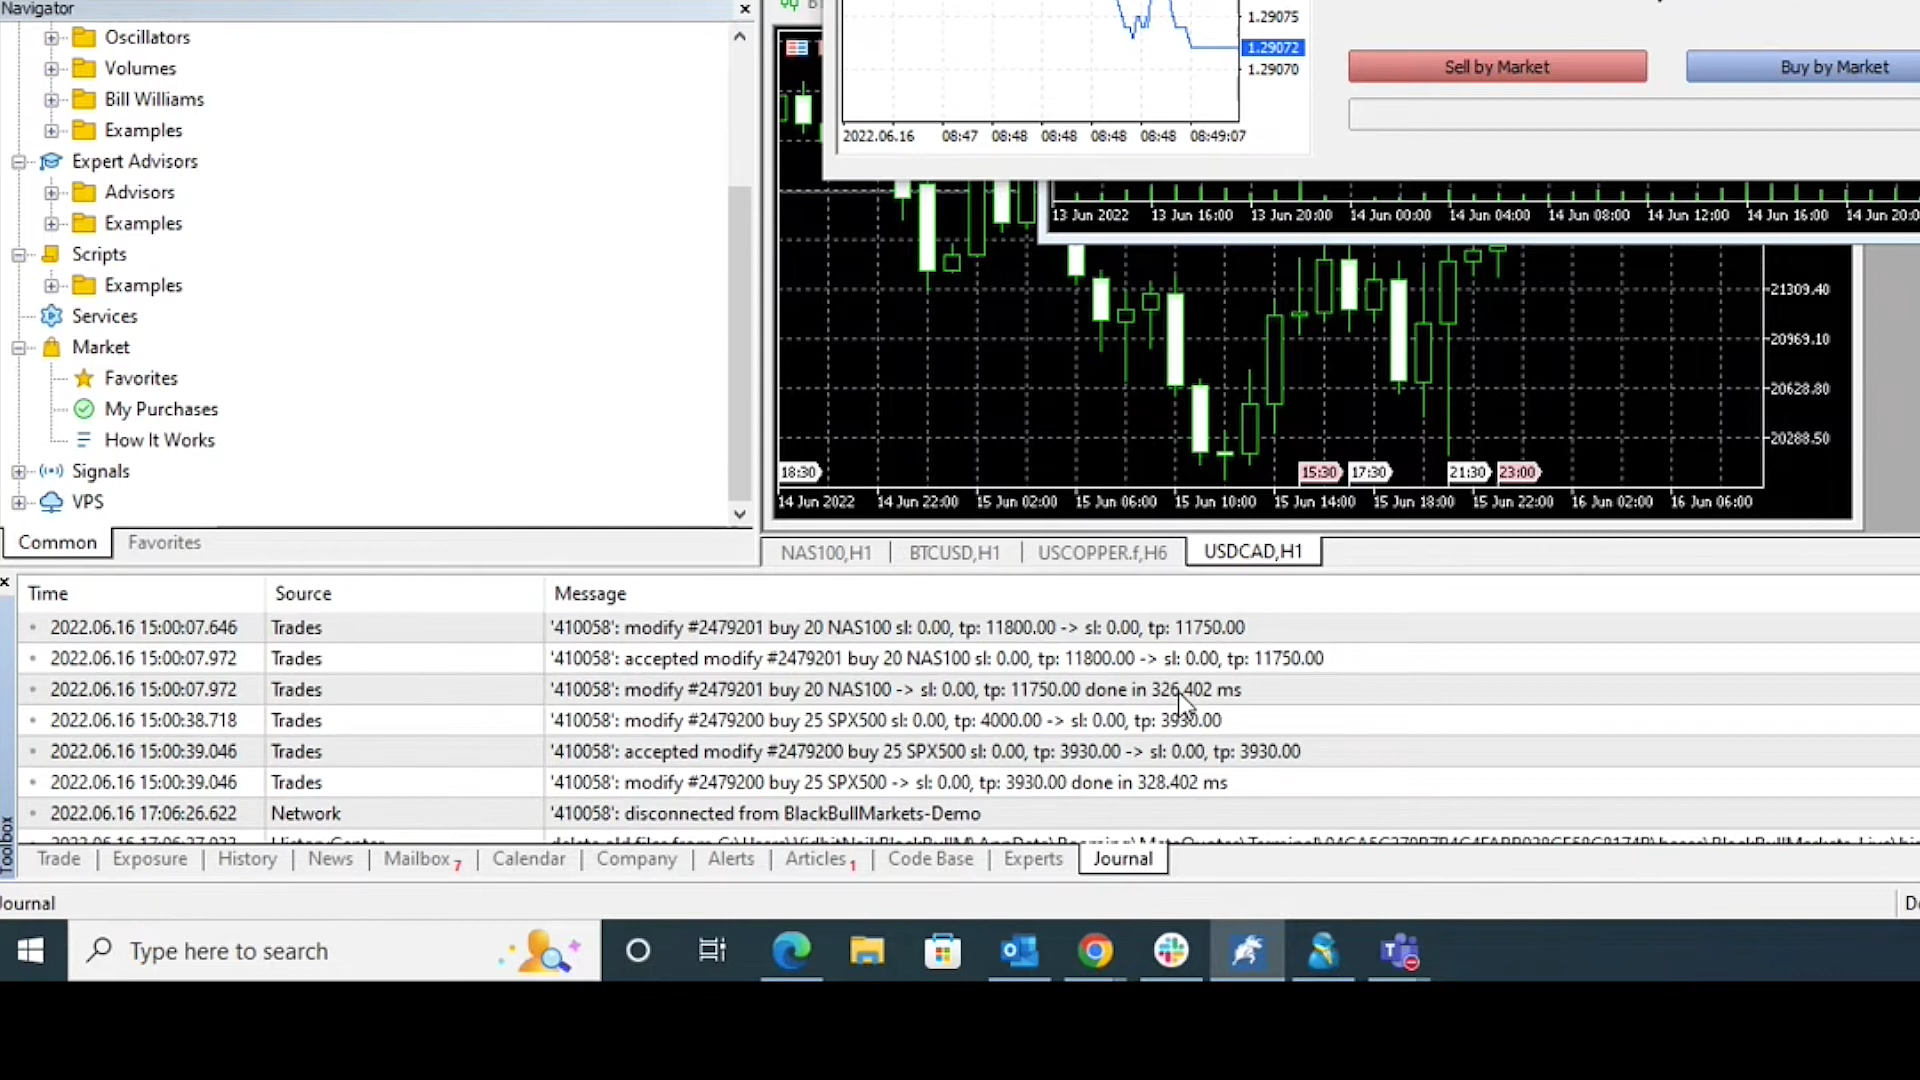 Navigator
Oscillators
Volumes
Bill Williams
Examples
Expert Advisors
Advisors
Examples
Scripts
Examples
Services
Market
Favorites
My Purchases
How It Works
Signals
VPS
Common Favorites
1.29075
1.29072
1.29070
2022.06.16 08:47 08:48 08:48 08:48 08:48 08:49:07
Sell by Market Buy by Market
13 Jun 2022 13 Jun 16:00 13 Jun 20:00 14 Jun 00:00 14 Jun 04:00 14 Jun 08:00 14 Jun 12:00 14 Jun 16:00 14 Jun 20:0
21309.40
20969.10
20628.80
20288.50
18:30 15:30 17:30 21:30 23:00
14 Jun 2022 14 Jun 22:00 15 Jun 02:00 15 Jun 06:00 15 Jun 10:00 15 Jun 14:00 15 Jun 18:00 15 Jun 22:00 16 Jun 02:00 16 Jun 06:00
NAS100,H1 BTCUSD,H1 USCOPPER.f,H6 USDCAD,H1
Time Source Message
2022.06.16 15:00:07.646 Trades '410058': modify #2479201 buy 20 NAS100 sl: 0.00, tp: 11800.00 -> sl: 0.00, tp: 11750.00
2022.06.16 15:00:07.972 Trades '410058': accepted modify #2479201 buy 20 NAS100 sl: 0.00, tp: 11800.00 -> sl: 0.00, tp: 11750.00
2022.06.16 15:00:07.972 Trades '410058': modify #2479201 buy 20 NAS100 -> sl: 0.00, tp: 11750.00 done in 326.402 ms
2022.06.16 15:00:38.718 Trades '410058': modify #2479200 buy 25 SPX500 sl: 0.00, tp: 4000.00 -> sl: 0.00, tp: 3930.00
2022.06.16 15:00:39.046 Trades '410058': accepted modify #2479200 buy 25 SPX500 sl: 0.00, tp: 3930.00 -> sl: 0.00, tp: 3930.00
2022.06.16 15:00:39.046 Trades '410058': modify #2479200 buy 25 SPX500 -> sl: 0.00, tp: 3930.00 done in 328.402 ms
2022.06.16 17:06:26.622 Network '410058': disconnected from BlackBullMarkets-Demo
Toolbox
Trade Exposure History News Mailbox 7 Calendar Company Alerts Articles 1 Code Base Experts Journal
Journal
Type here to search